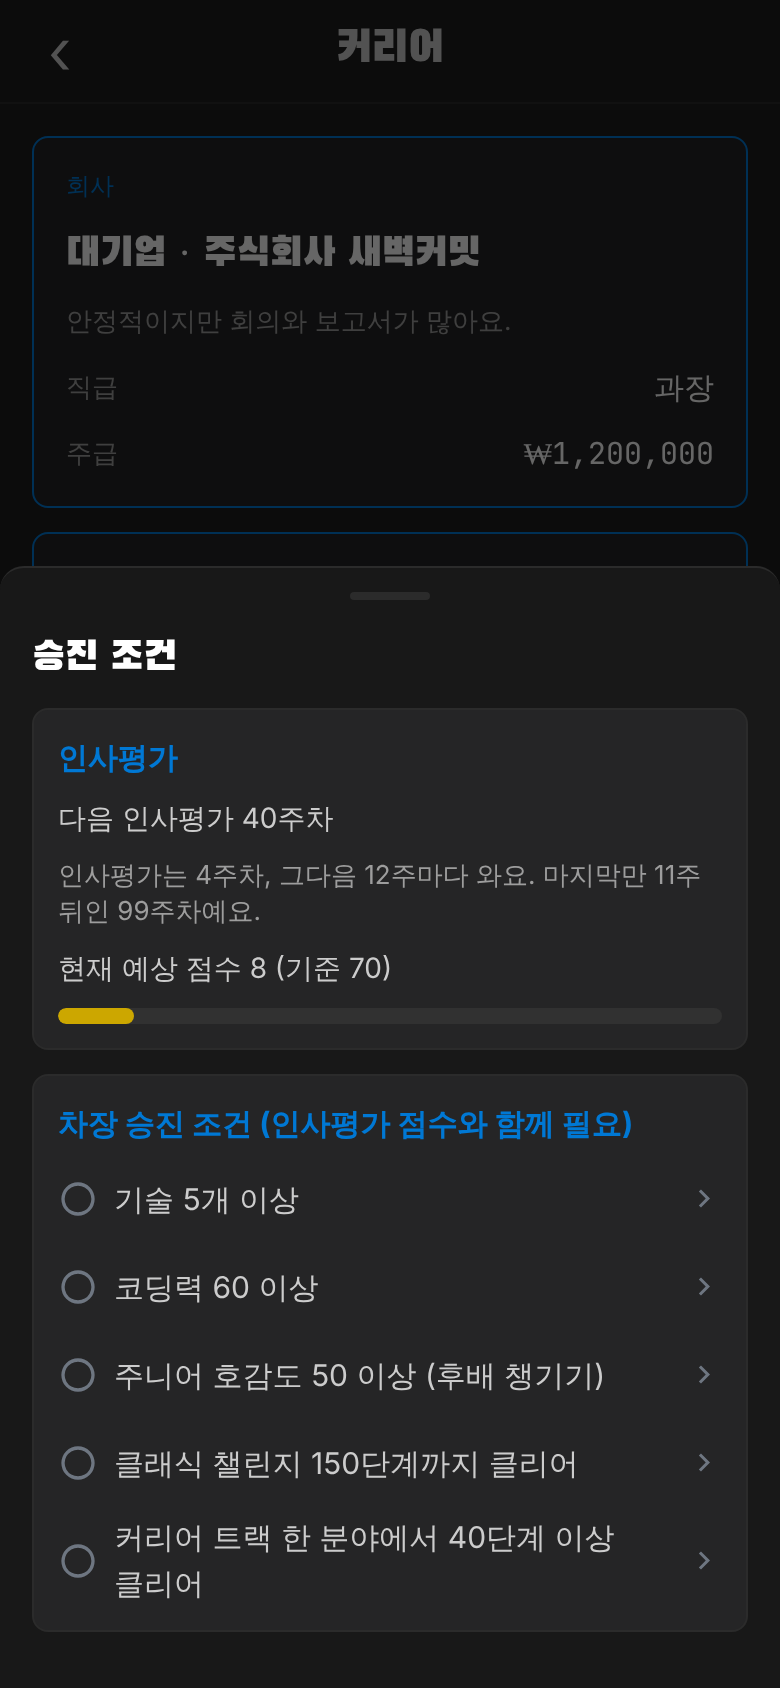 커리어
회사
대기업 · 주식회사 새벽커밋
안정적이지만 회의와 보고서가 많아요.
직급 과장
주급 ₩1,200,000
승진 조건
인사평가
다음 인사평가 40주차
인사평가는 4주차, 그다음 12주마다 와요. 마지막만 11주
뒤인 99주차예요.
현재 예상 점수 8 (기준 70)
차장 승진 조건 (인사평가 점수와 함께 필요)
기술 5개 이상
코딩력 60 이상
주니어 호감도 50 이상 (후배 챙기기)
클래식 챌린지 150단계까지 클리어
커리어 트랙 한 분야에서 40단계 이상
클리어